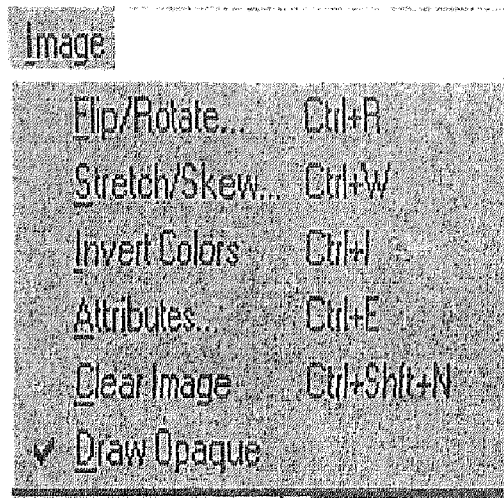 Image
Flip/Rotate... Ctrl+R
Stretch/Skew... Ctrl+W
Invert Colors Ctrl+I
Attributes... Ctrl+E
Clear Image Ctrl+Shft+N
✓ Draw Opaque